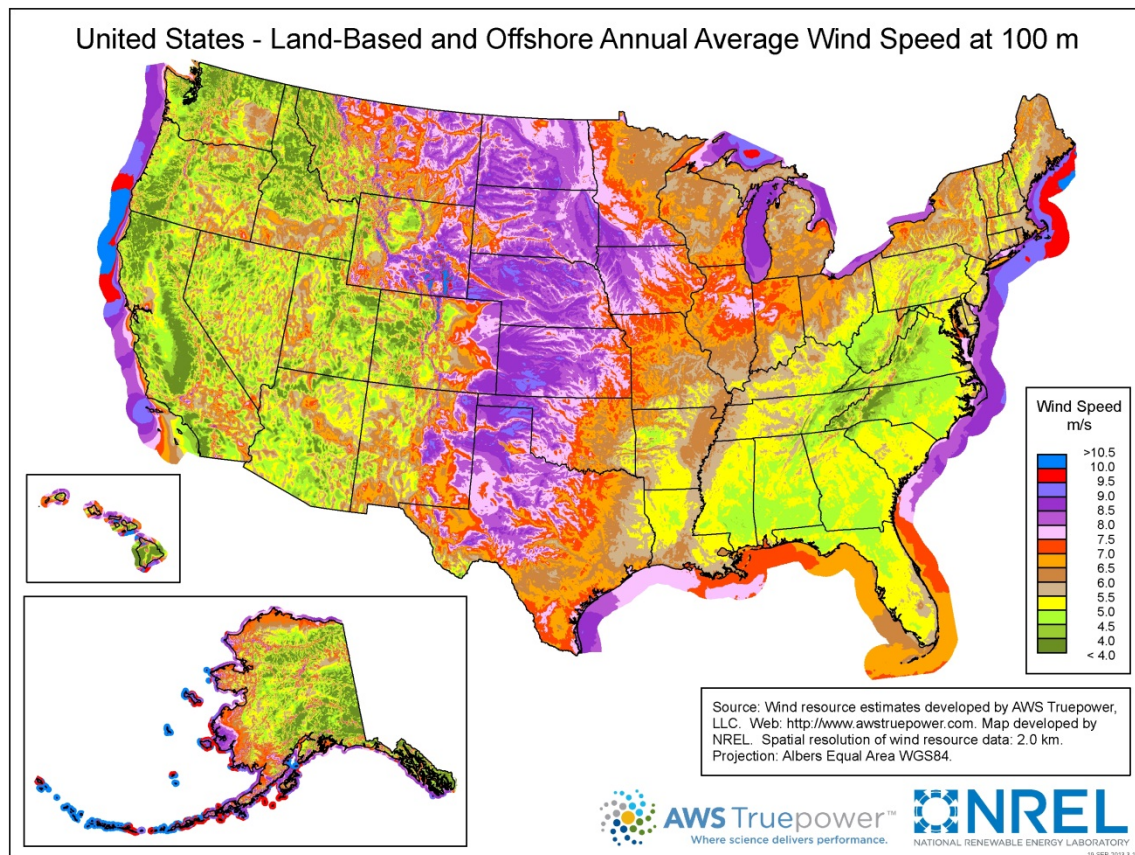 United States - Land-Based and Offshore Annual Average Wind Speed at 100 m
Wind Speed
m/s
>10.5
10.0
9.5
9.0
8.5
8.0
7.5
7.0
6.5
6.0
5.5
5.0
4.0
< 4.0
Source: Wind resource estimates developed by AWS Truepower,
LLC. Web: http://www.awstruepower.com. Map developed by
NREL. Spatial resolution of wind resource data: 2.0 km.
Projection: Albers Equal Area WGS84.
AWS Truepower™
Where science delivers performance.
NREL
NATIONAL RENEWABLE ENERGY LABORATORY